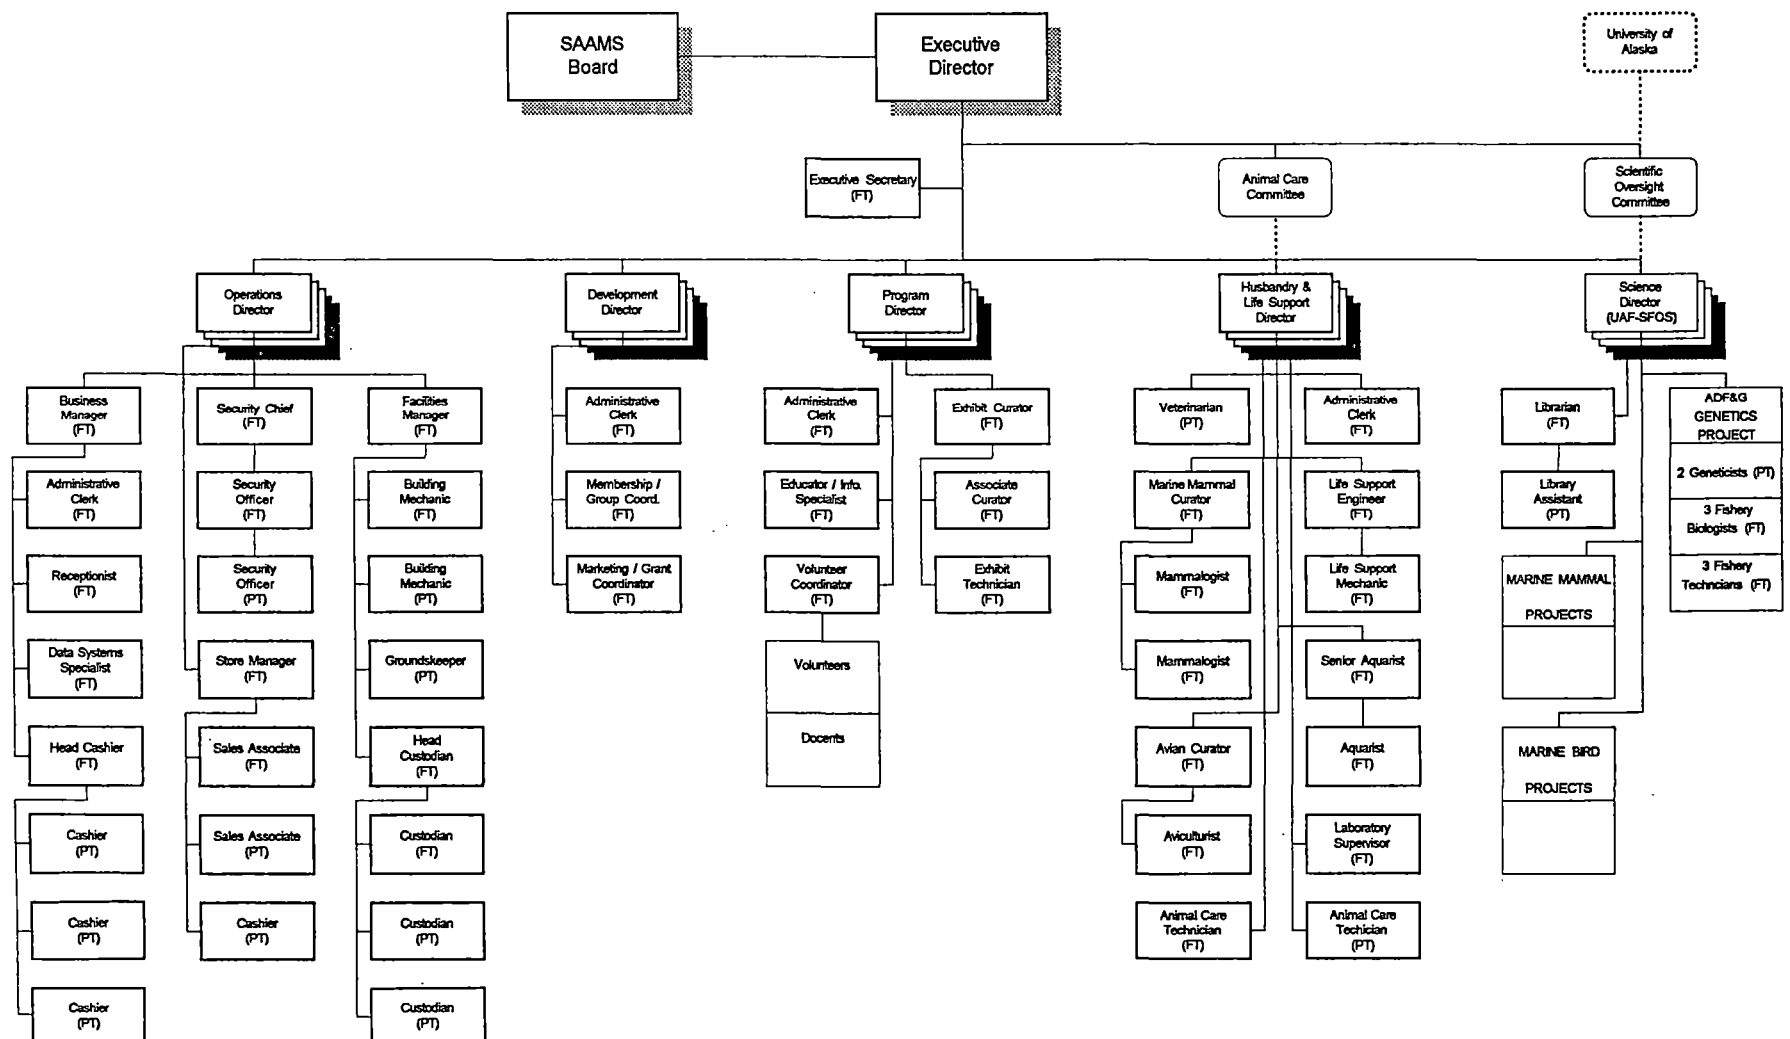 SAAMS
Board
Executive
Director
University of
Alaska
Executive Secretary
(FT)
Animal Care
Committee
Scientific
Oversight
Committee
Operations
Director
Development
Director
Program
Director
Husbandry &
Life Support
Director
Science
Director
(UAF-SFOS)
Business
Manager
(FT)
Security Chief
(FT)
Facilities
Manager
(FT)
Administrative
Clerk
(FT)
Administrative
Clerk
(FT)
Exhibit Curator
(FT)
Veterinarian
(PT)
Administrative
Clerk
(FT)
Librarian
(FT)
ADF&G
GENETICS
PROJECT
Administrative
Clerk
(FT)
Security
Officer
(FT)
Building
Mechanic
(FT)
Membership /
Group Coord.
(FT)
Educator / Info.
Specialist
(FT)
Associate
Curator
(FT)
Marine Mammal
Curator
(FT)
Life Support
Engineer
(FT)
Library
Assistant
(PT)
2 Geneticists (PT)
3 Fishery
Biologists (FT)
3 Fishery
Techncians (FT)
Receptionist
(FT)
Security
Officer
(PT)
Building
Mechanic
(PT)
Marketing / Grant
Coordinator
(FT)
Volunteer
Coordinator
(FT)
Exhibit
Technician
(FT)
Mammalogist
(FT)
Life Support
Mechanic
(FT)
MARINE MAMMAL
PROJECTS
Data Systems
Specialist
(FT)
Store Manager
(FT)
Groundskeeper
(PT)
Volunteers
Mammalogist
(FT)
Senior Aquarist
(FT)
Head Cashier
(FT)
Sales Associate
(FT)
Head
Custodian
(FT)
Docents
Avian Curator
(FT)
Aquarist
(FT)
MARINE BIRD
PROJECTS
Cashier
(PT)
Sales Associate
(PT)
Custodian
(FT)
Aviculturist
(FT)
Laboratory
Supervisor
(FT)
Cashier
(PT)
Cashier
(PT)
Custodian
(PT)
Animal Care
Technician
(FT)
Animal Care
Techician
(PT)
Cashier
(PT)
Custodian
(PT)